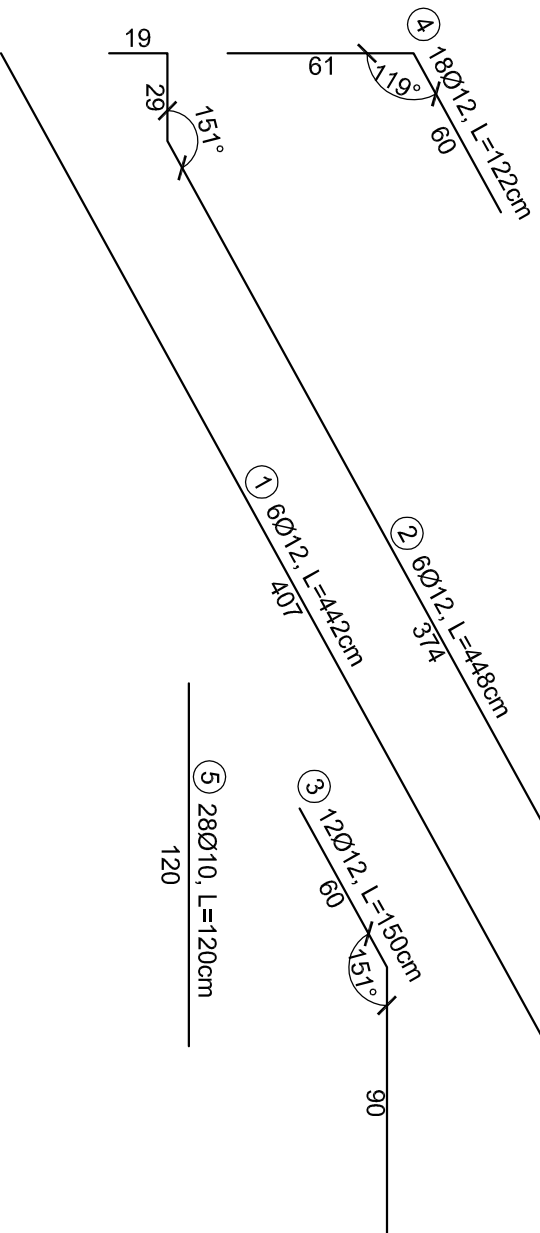 4 18Ø12, L=122cm
61
119°
60
19
29
151°
2 6Ø12, L=448cm
374
1 6Ø12, L=442cm
407
3 12Ø12, L=150cm
60
151°
90
5 28Ø10, L=120cm
120